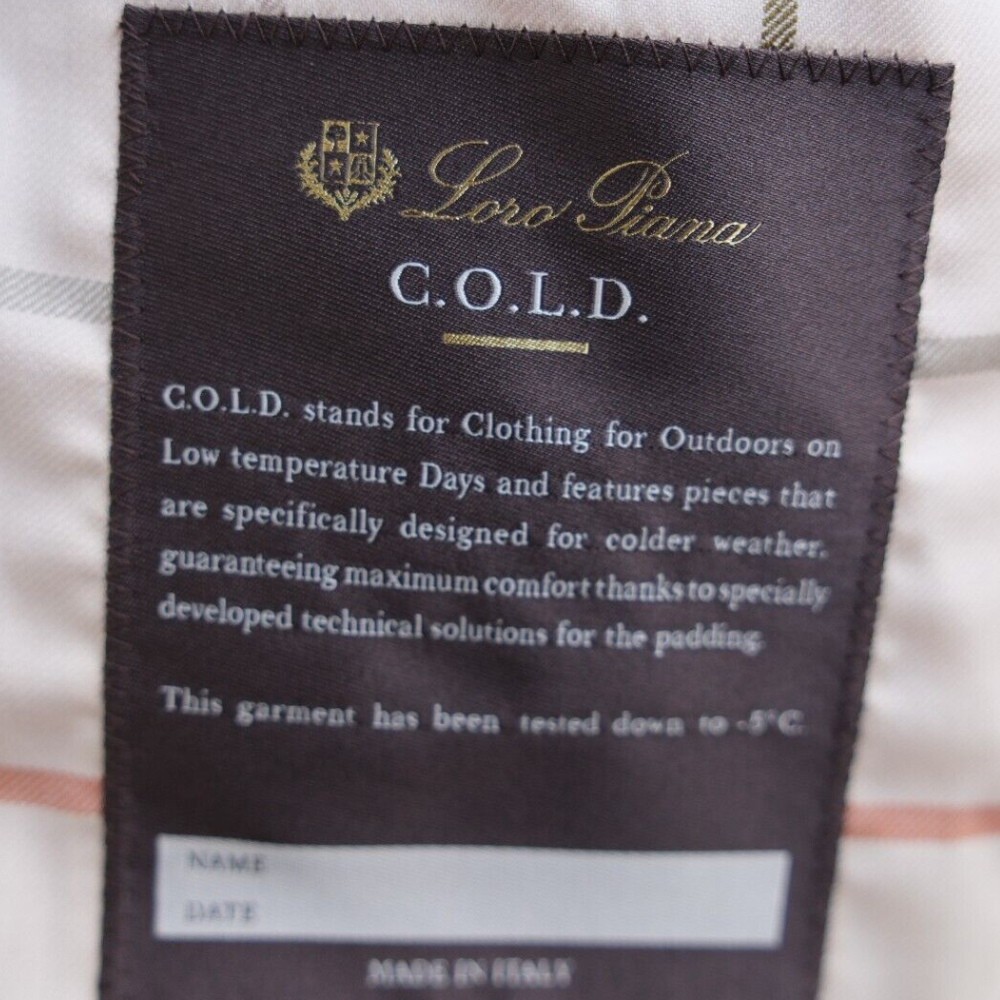 Loro Piana
C.O.L.D.
C.O.L.D. stands for Clothing for Outdoors on
Low temperature Days and features pieces that
are specifically designed for colder weather,
guaranteeing maximum comfort thanks to specially
developed technical solutions for the padding.
This garment has been tested down to -5°C.
NAME
DATE
MADE IN ITALY